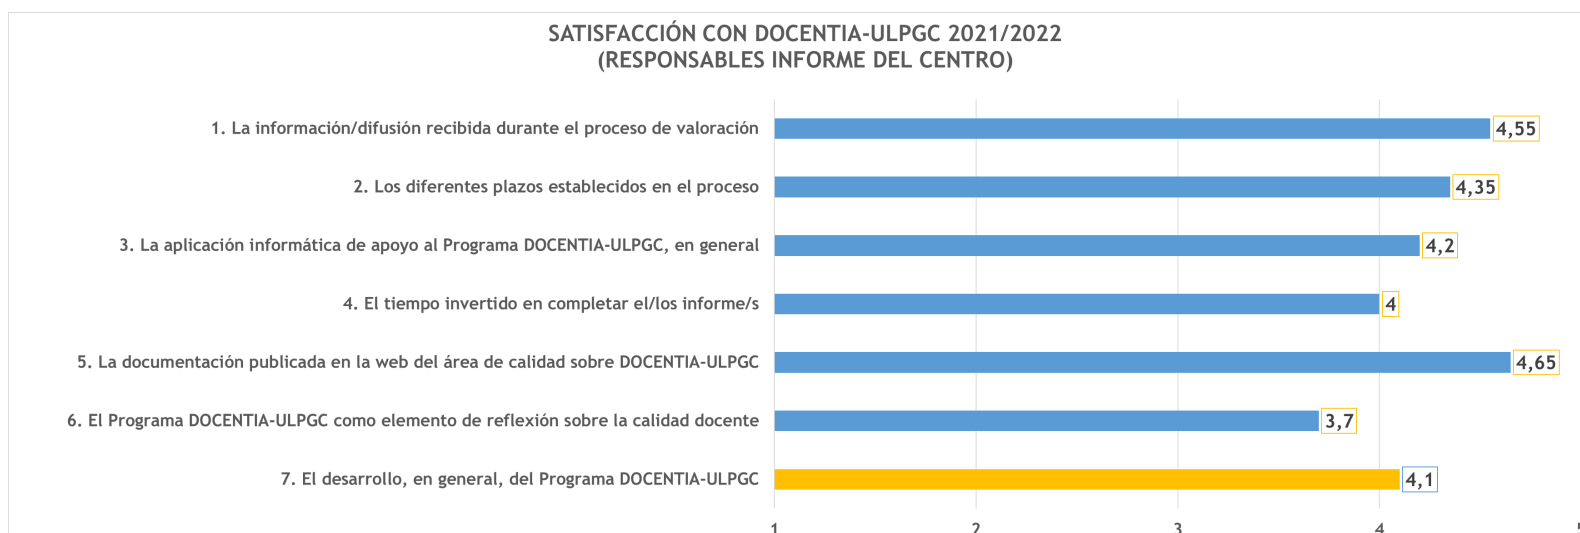 SATISFACCIÓN CON DOCENTIA-ULPGC 2021/2022
(RESPONSABLES INFORME DEL CENTRO)
1. La información/difusión recibida durante el proceso de valoración 4,55
2. Los diferentes plazos establecidos en el proceso 4,35
3. La aplicación informática de apoyo al Programa DOCENTIA-ULPGC, en general 4,2
4. El tiempo invertido en completar el/los informe/s 4
5. La documentación publicada en la web del área de calidad sobre DOCENTIA-ULPGC 4,65
6. El Programa DOCENTIA-ULPGC como elemento de reflexión sobre la calidad docente 3,7
7. El desarrollo, en general, del Programa DOCENTIA-ULPGC 4,1
1 2 3 4